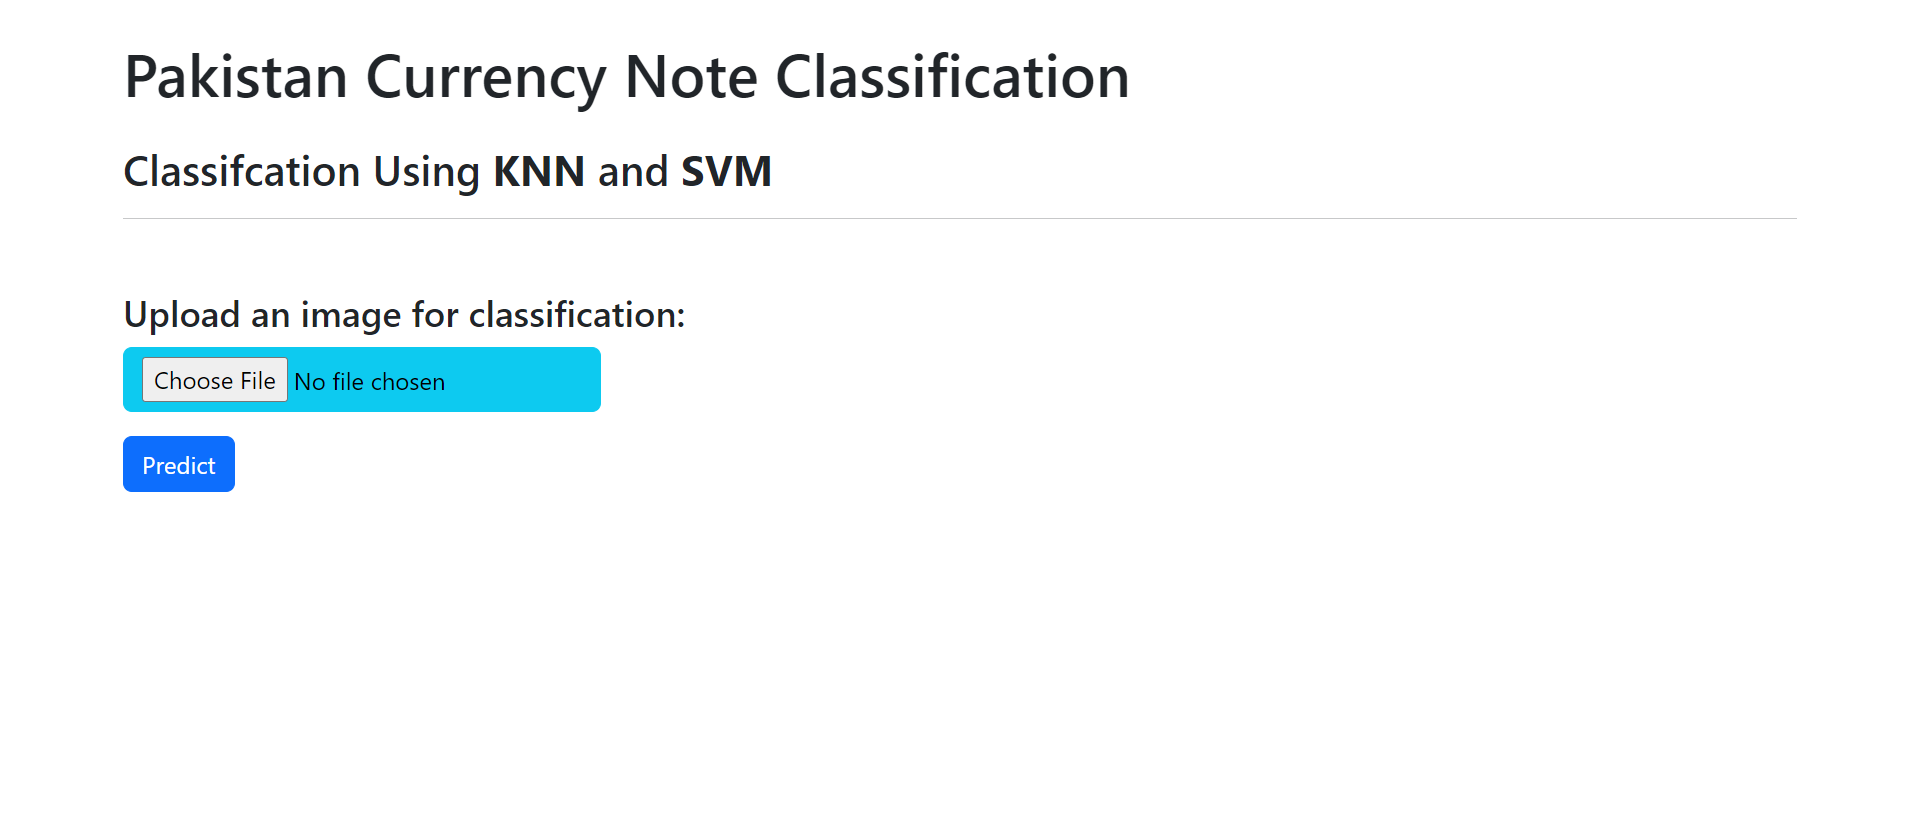 Pakistan Currency Note Classification
Classifcation Using KNN and SVM
Upload an image for classification:
Choose File No file chosen
Predict